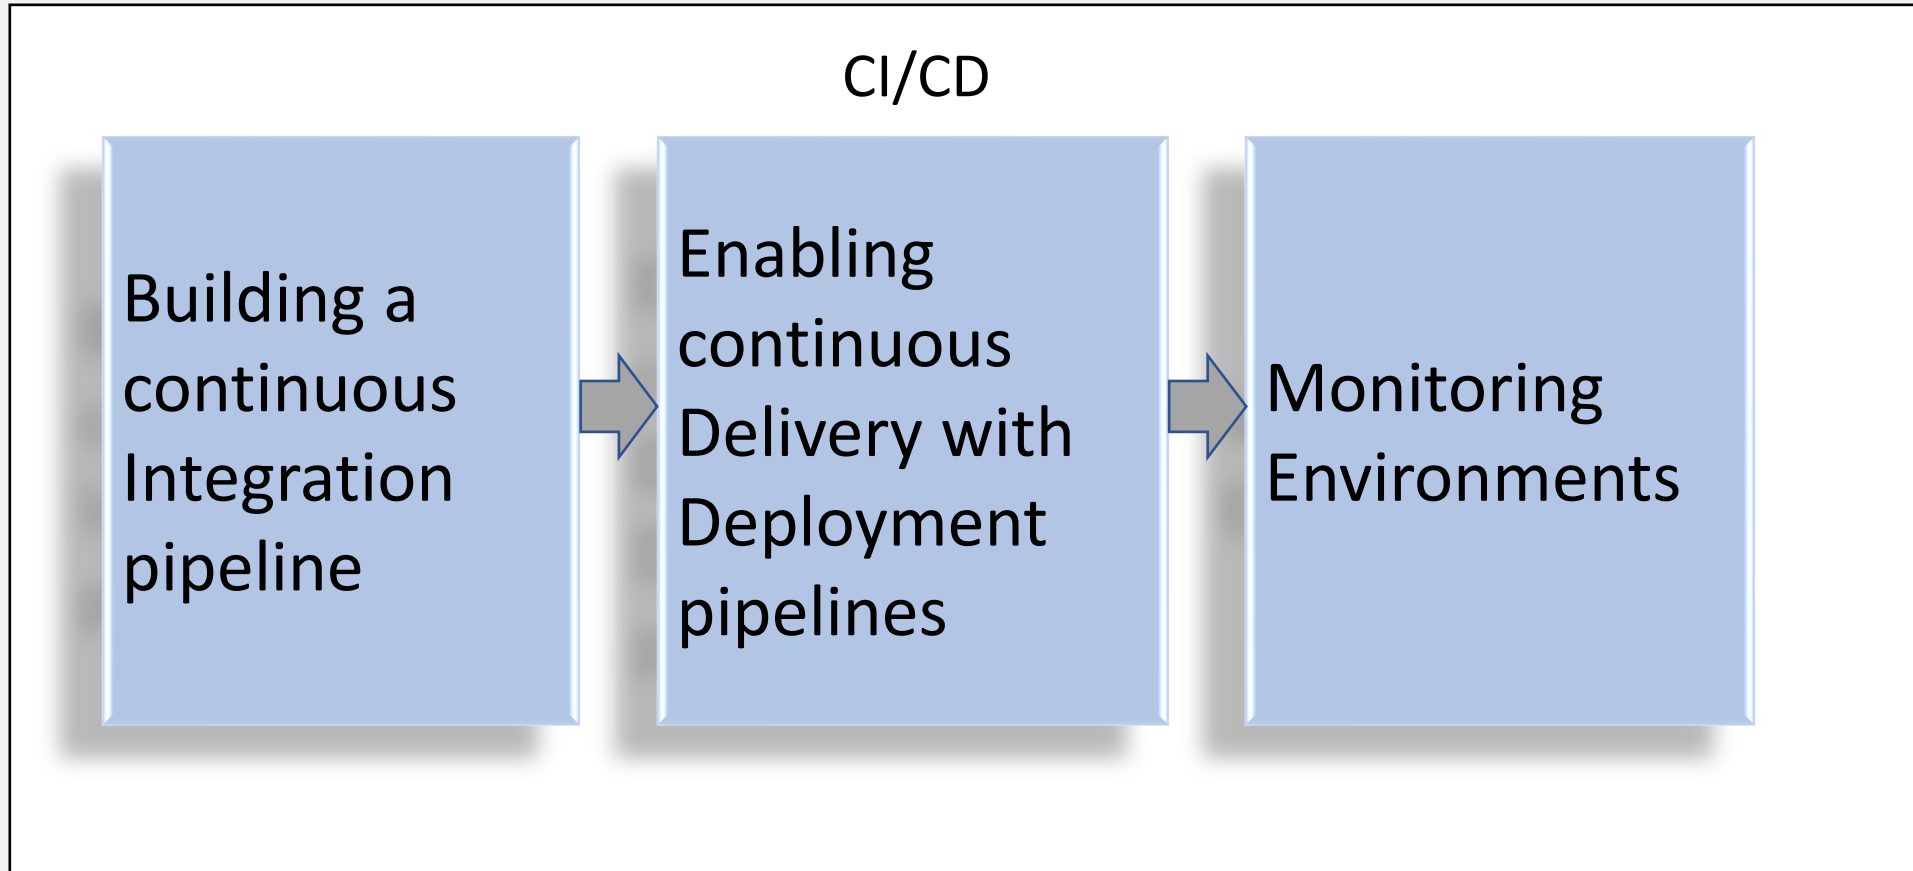 CI/CD
Building a
continuous
Integration
pipeline
Enabling
continuous
Delivery with
Deployment
pipelines
Monitoring
Environments